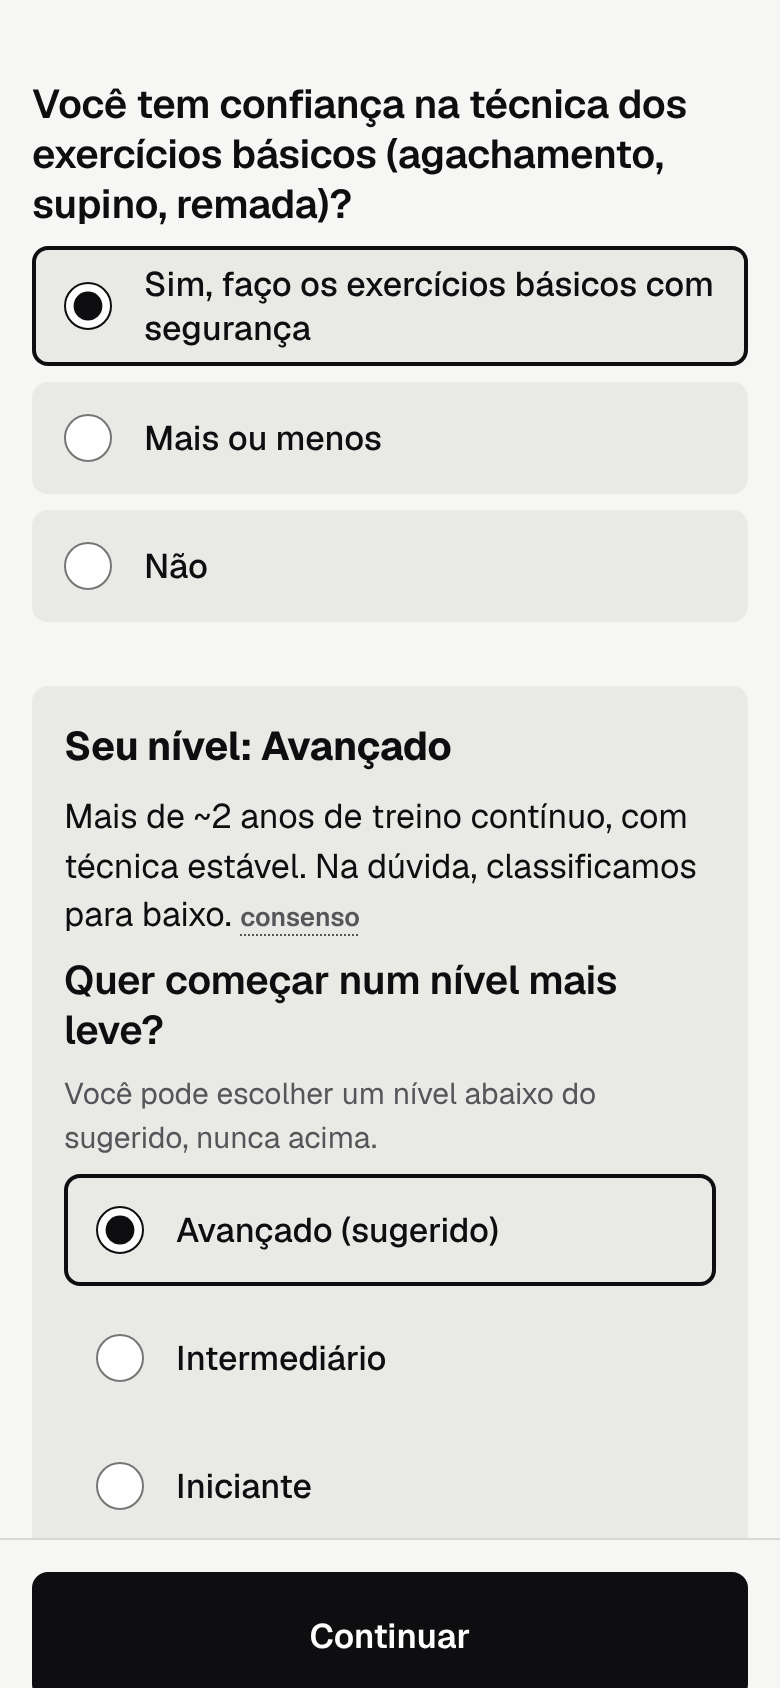 Você tem confiança na técnica dos
exercícios básicos (agachamento,
supino, remada)?
Sim, faço os exercícios básicos com
segurança
Mais ou menos
Não
Seu nível: Avançado
Mais de ~2 anos de treino contínuo, com
técnica estável. Na dúvida, classificamos
para baixo. consenso
Quer começar num nível mais
leve?
Você pode escolher um nível abaixo do
sugerido, nunca acima.
Avançado (sugerido)
Intermediário
Iniciante
Continuar